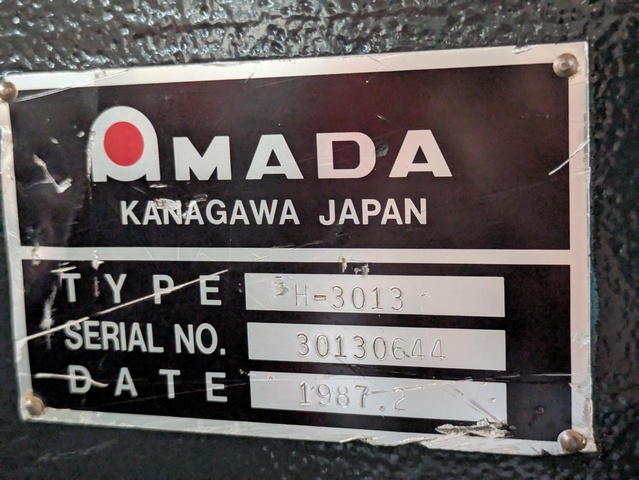 AMADA
KANAGAWA JAPAN
TYPE H-3013
SERIAL NO. 30130644
DATE 1987.2